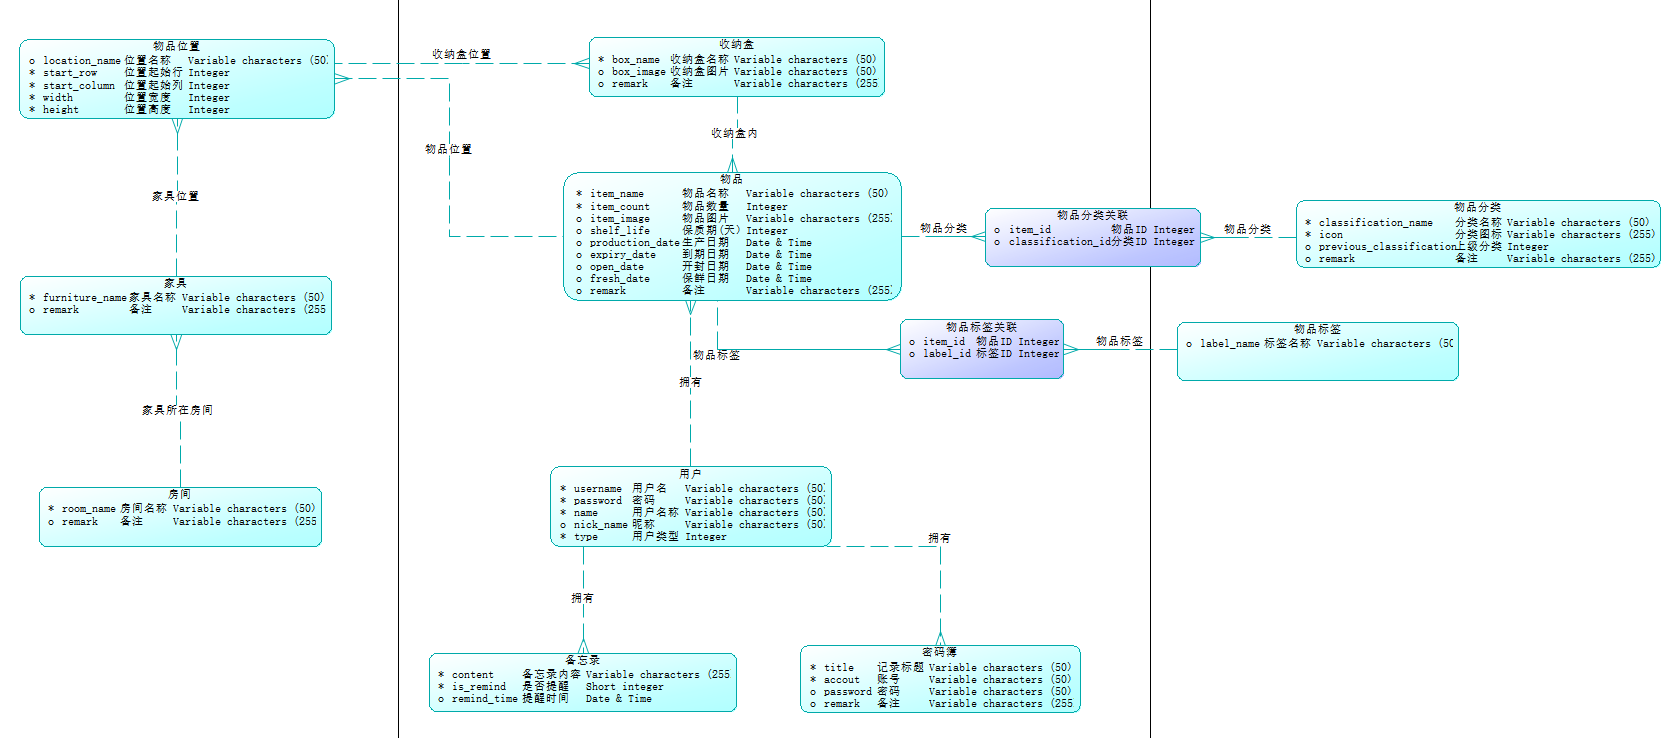 物品位置
o location_name 位置名称 Variable characters (50)
* start_row 位置起始行 Integer
* start_column 位置起始列 Integer
* width 位置宽度 Integer
* height 位置高度 Integer
收纳盒位置
收纳盒
* box_name 收纳盒名称 Variable characters (50)
o box_image 收纳盒图片 Variable characters (50)
o remark 备注 Variable characters (255
收纳盒内
物品位置
家具位置
物品
* item_name 物品名称 Variable characters (50)
* item_count 物品数量 Integer
o item_image 物品图片 Variable characters (255)
o shelf_life 保质期(天) Integer
o production_date 生产日期 Date & Time
o expiry_date 到期日期 Date & Time
o open_date 开封日期 Date & Time
o fresh_date 保鲜日期 Date & Time
o remark 备注 Variable characters (255)
物品分类
物品分类关联
o item_id 物品ID Integer
o classification_id 分类ID Integer
物品分类
物品分类
* classification_name 分类名称 Variable characters (50)
* icon 分类图标 Variable characters (255)
o previous_classification 上级分类 Integer
o remark 备注 Variable characters (255)
家具
* furniture_name 家具名称 Variable characters (50)
o remark 备注 Variable characters (255
物品标签
物品标签关联
o item_id 物品ID Integer
o label_id 标签ID Integer
物品标签
物品标签
o label_name 标签名称 Variable characters (50
拥有
家具所在房间
房间
* room_name 房间名称 Variable characters (50)
o remark 备注 Variable characters (255
用户
* username 用户名 Variable characters (50)
* password 密码 Variable characters (50)
* name 用户名称 Variable characters (50)
o nick_name 昵称 Variable characters (50)
* type 用户类型 Integer
拥有
拥有
备忘录
* content 备忘录内容 Variable characters (255
* is_remind 是否提醒 Short integer
o remind_time 提醒时间 Date & Time
密码簿
* title 记录标题 Variable characters (50)
* accout 账号 Variable characters (50)
o password 密码 Variable characters (50)
o remark 备注 Variable characters (255